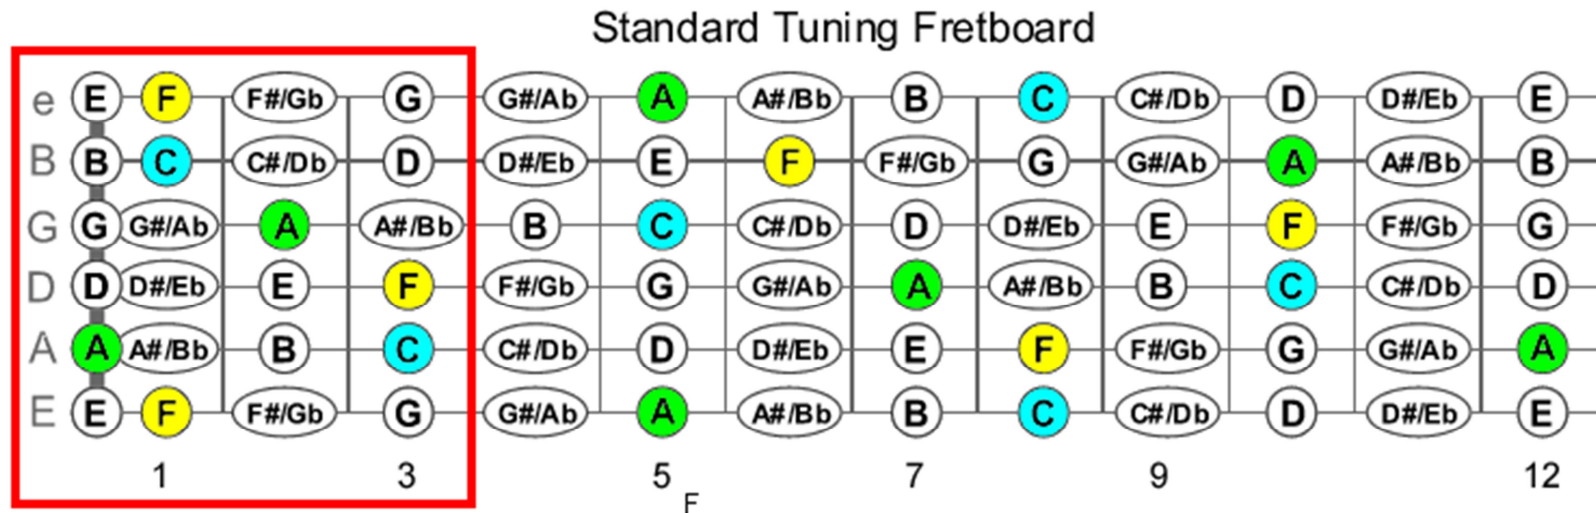 Standard Tuning Fretboard
e E F F#/Gb G G#/Ab A A#/Bb B C C#/Db D D#/Eb E
B B C C#/Db D D#/Eb E F F#/Gb G G#/Ab A A#/Bb B
G G G#/Ab A A#/Bb B C C#/Db D D#/Eb E F F#/Gb G
D D D#/Eb E F F#/Gb G G#/Ab A A#/Bb B C C#/Db D
A A A#/Bb B C C#/Db D D#/Eb E F F#/Gb G G#/Ab A
E E F F#/Gb G G#/Ab A A#/Bb B C C#/Db D D#/Eb E
1 3 5 7 9 12
F